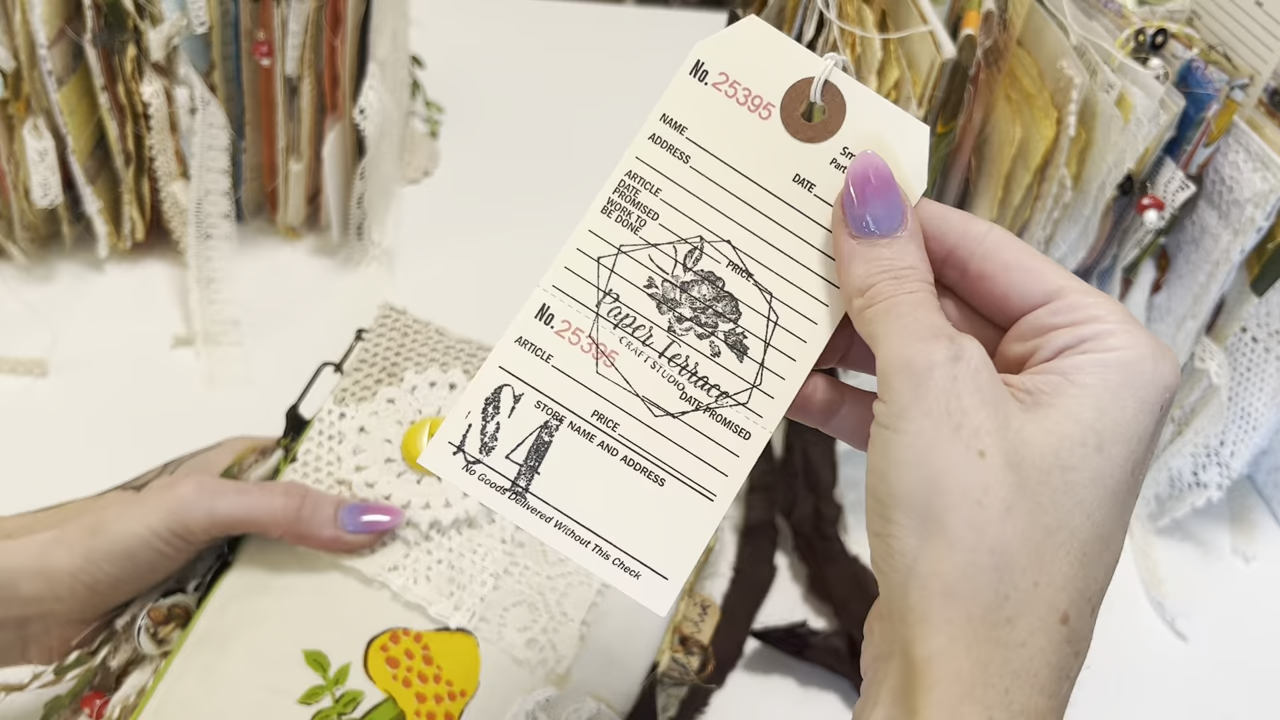 No. 25395
NAME
ADDRESS
DATE
ARTICLE
DATE
PROMISED
WORK TO
BE DONE
PRICE
Paper Terrace
CRAFT STUDIO
No. 25395
ARTICLE
DATE PROMISED
PRICE
STORE NAME AND ADDRESS
$4
No Goods Delivered Without This Check